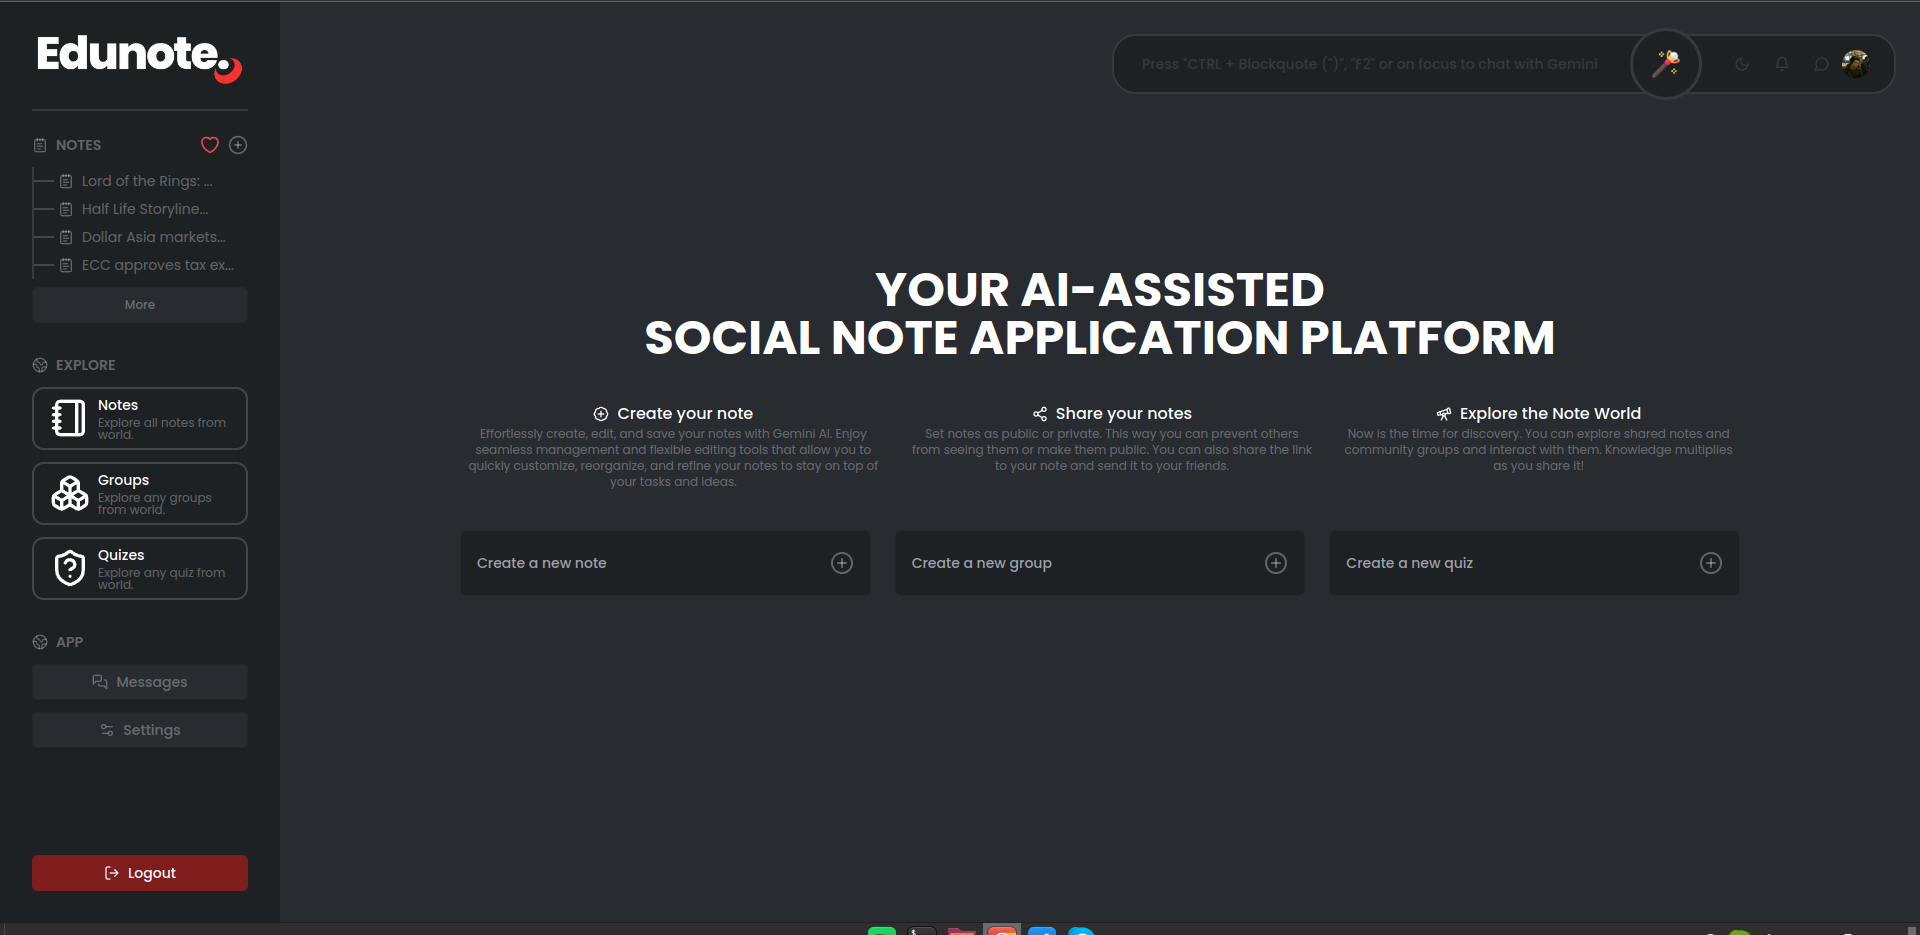 Edunote.
NOTES
Lord of the Rings: ...
Half Life Storyline...
Dollar Asia markets...
ECC approves tax ex...
More
EXPLORE
Notes
Explore all notes from
world.
Groups
Explore any groups
from world.
Quizes
Explore any quiz from
world.
APP
Messages
Settings
Logout
Press "CTRL + Blockquote (")", "F2" or on focus to chat with Gemini
YOUR AI-ASSISTED
SOCIAL NOTE APPLICATION PLATFORM
Create your note
Effortlessly create, edit, and save your notes with Gemini AI. Enjoy
seamless management and flexible editing tools that allow you to
quickly customize, reorganize, and refine your notes to stay on top of
your tasks and ideas.
Share your notes
Set notes as public or private. This way you can prevent others
from seeing them or make them public. You can also share the link
to your note and send it to your friends.
Explore the Note World
Now is the time for discovery. You can explore shared notes and
community groups and interact with them. Knowledge multiplies
as you share it!
Create a new note
Create a new group
Create a new quiz